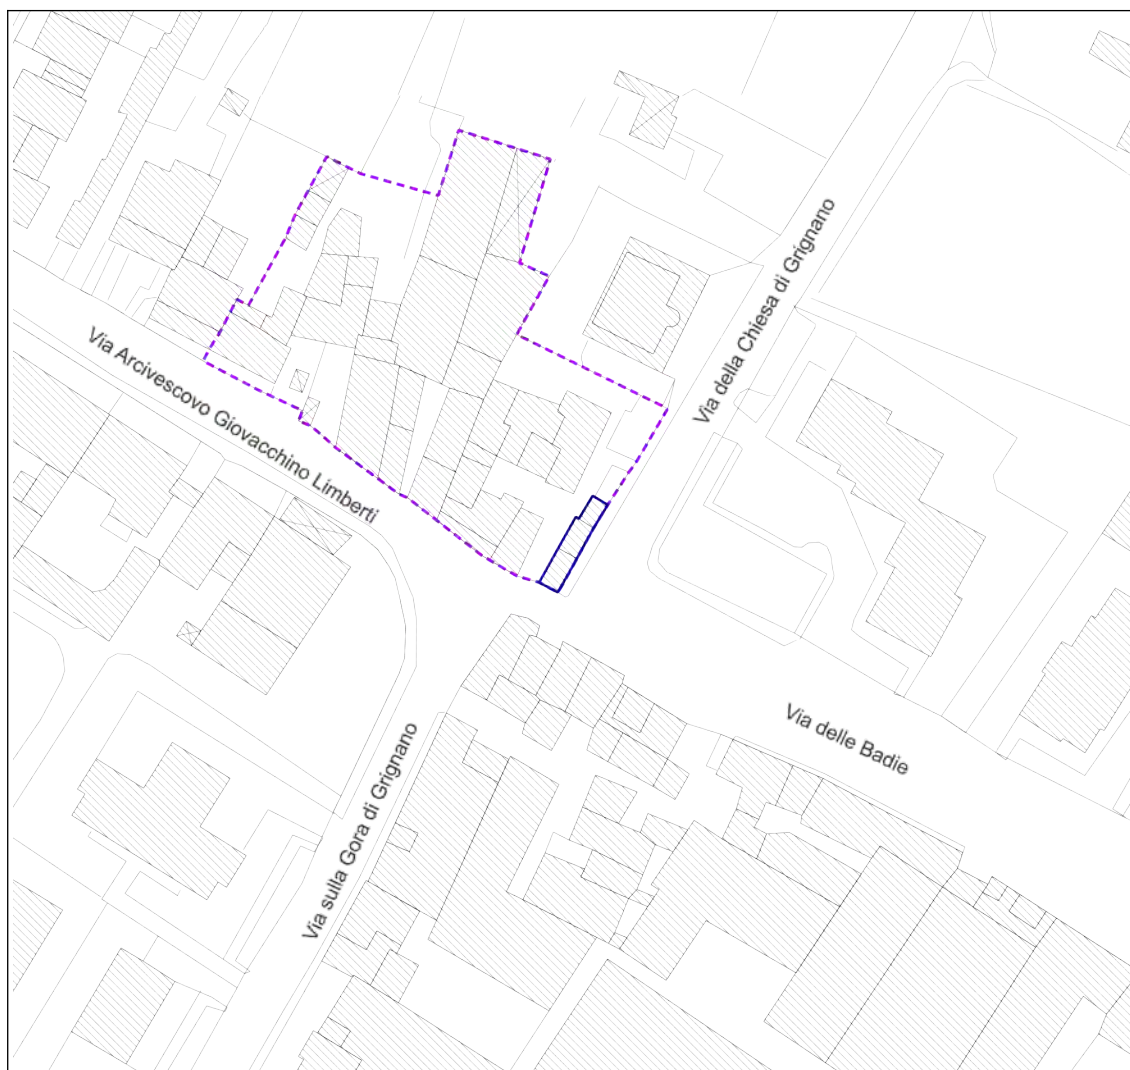 Via della Chiesa di Grignano
Via Arcivescovo Giovacchino Limberti
Via delle Badie
Via sulla Gora di Grignano